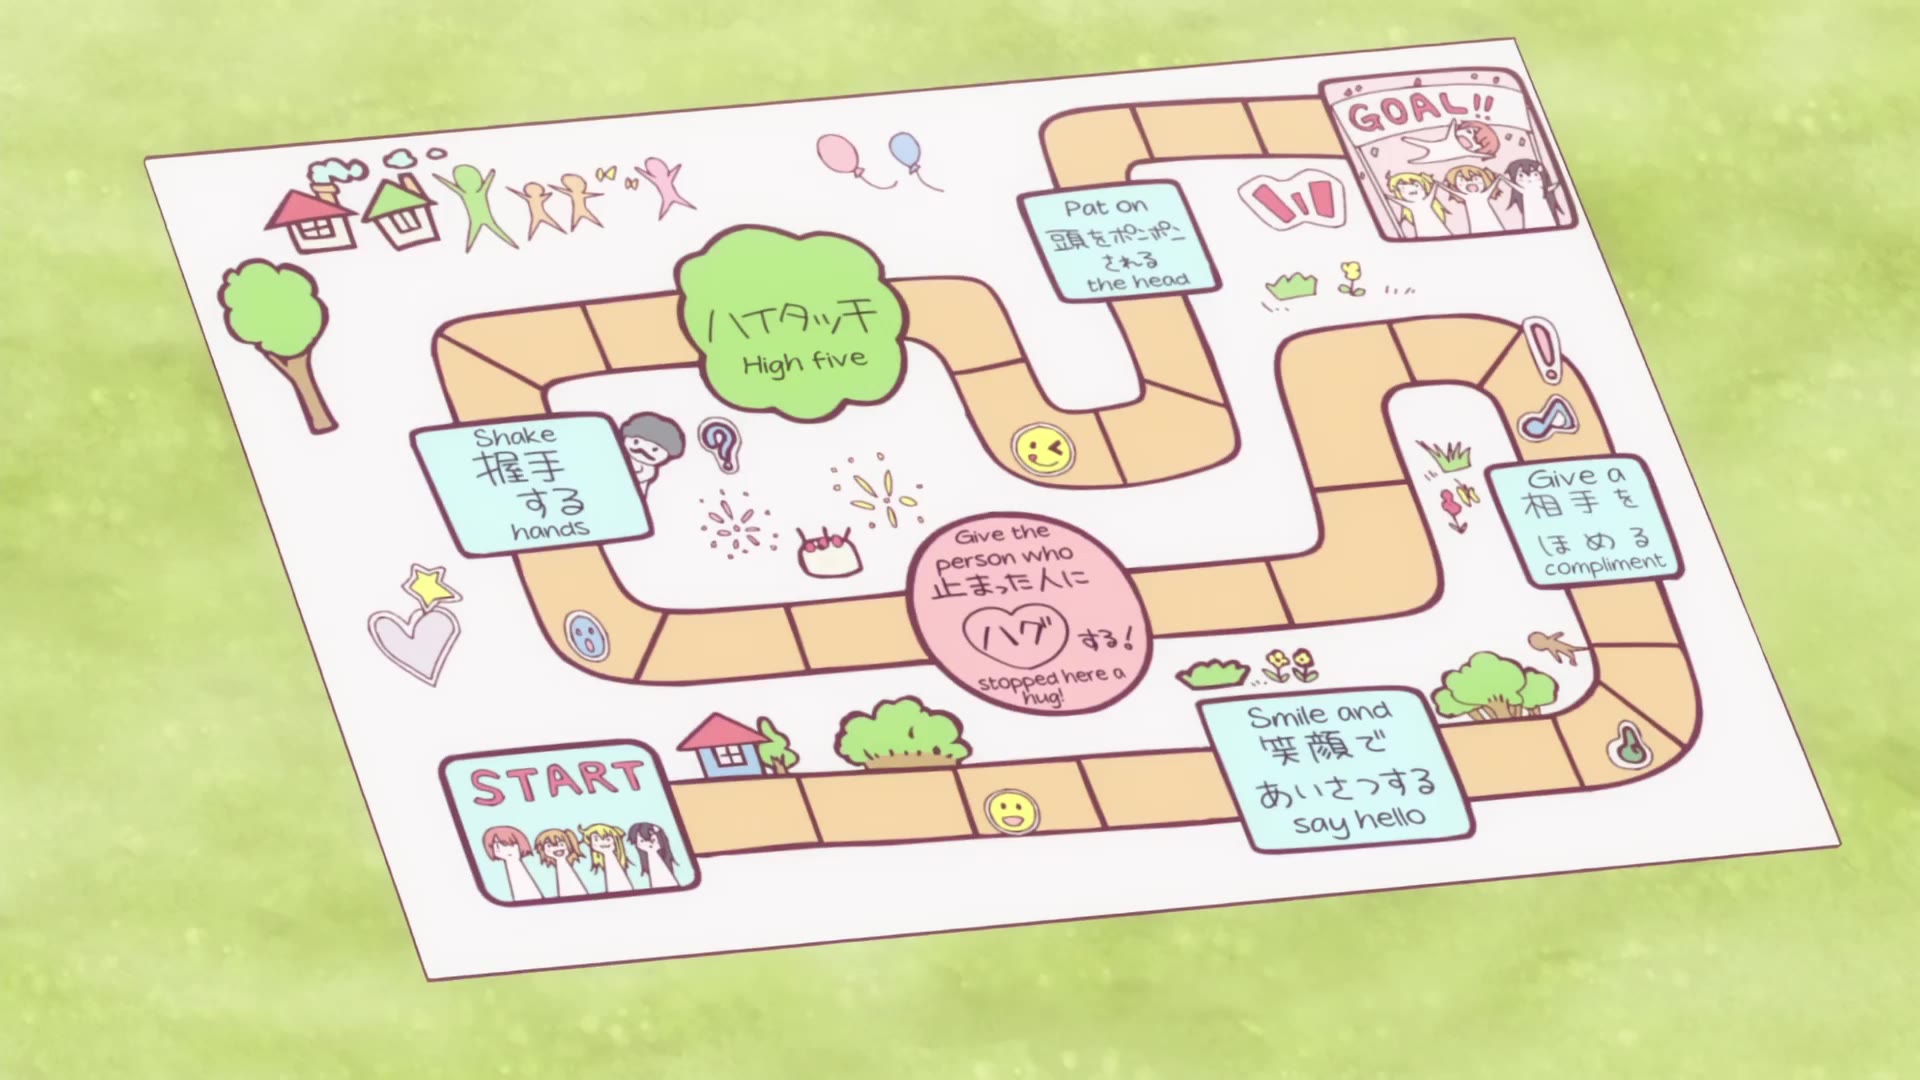 GOAL!!
Pat on
頭をポンポン
される
the head
ハイタッチ
High five
Shake
握手
する
hands
Give a
相手を
ほめる
compliment
Give the
person who
止まった人に
ハグ
する!
stopped here a
hug!
Smile and
笑顔で
あいさつする
say hello
START